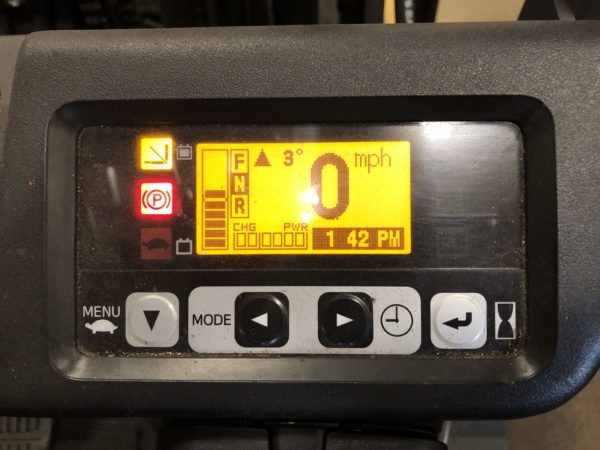 F
N
R
3°
0 mph
CHG PWR
1 42 PM
P
MENU
MODE